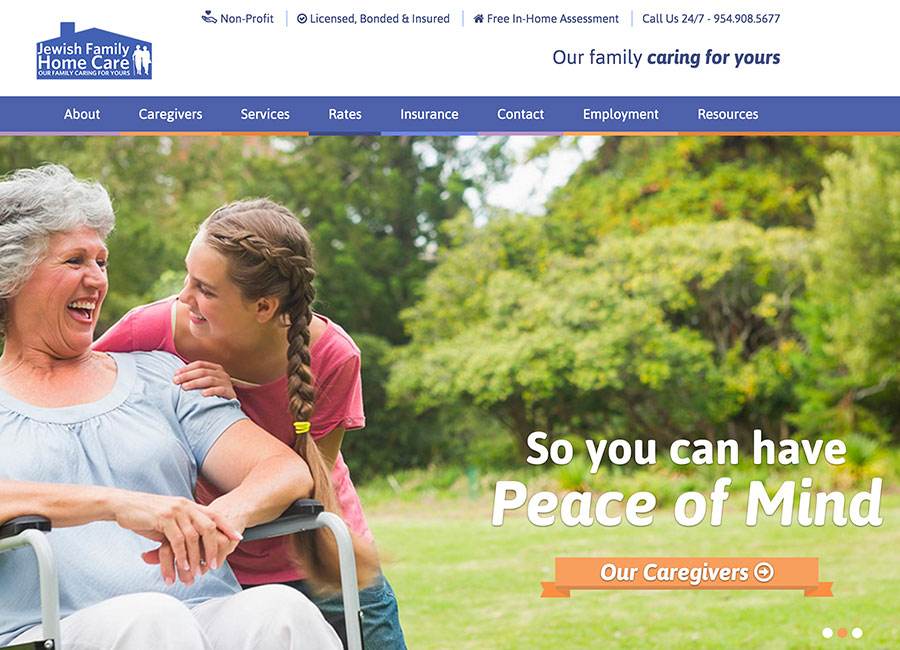 Non-Profit
Licensed, Bonded & Insured
Free In-Home Assessment
Call Us 24/7 - 954.908.5677
Jewish Family
Home Care
OUR FAMILY CARING FOR YOURS
Our family caring for yours
About
Caregivers
Services
Rates
Insurance
Contact
Employment
Resources
So you can have
Peace of Mind
Our Caregivers